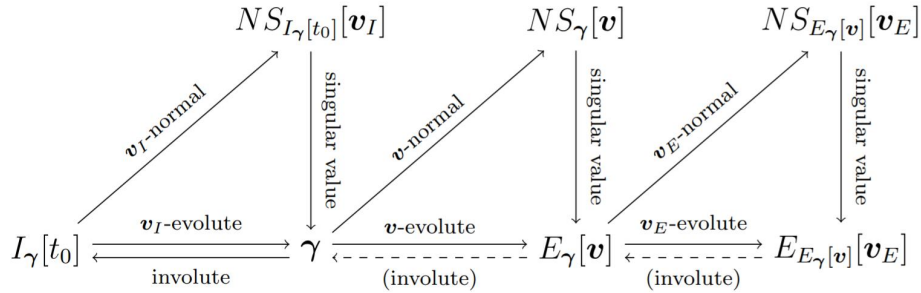 NS_{I_γ[t_0]}[v_I] NS_γ[v] NS_{E_γ[v]}[v_E]
v_I-normal singular value v-normal singular value v_E-normal singular value
v_I-evolute v-evolute v_E-evolute
I_γ[t_0] γ E_γ[v] E_{E_γ[v]}[v_E]
involute (involute) (involute)